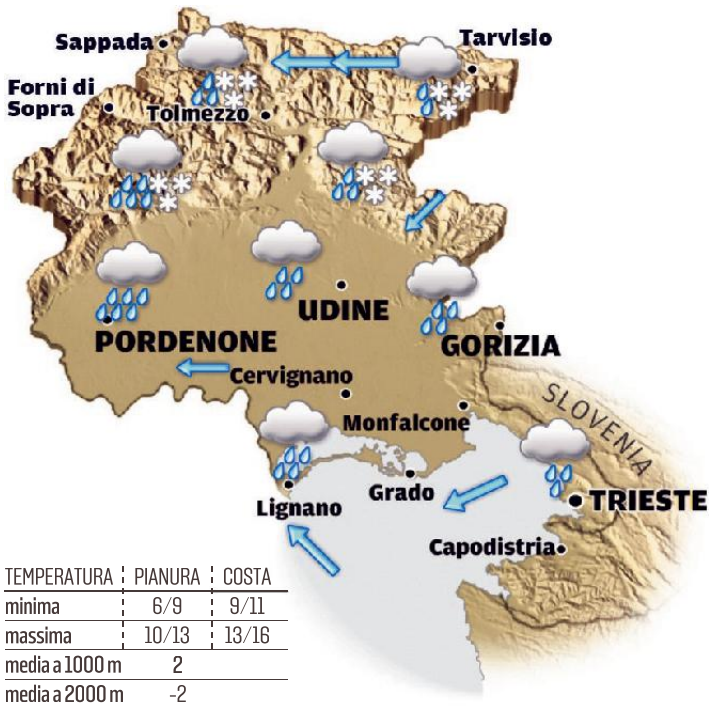 Sappada
Tarvisio
Forni di
Sopra
Tolmezzo
UDINE
PORDENONE
GORIZIA
Cervignano
SLOVENIA
Monfalcone
Grado
TRIESTE
Lignano
Capodistria
TEMPERATURA PIANURA COSTA
minima 6/9 9/11
massima 10/13 13/16
media a 1000 m 2
media a 2000 m -2